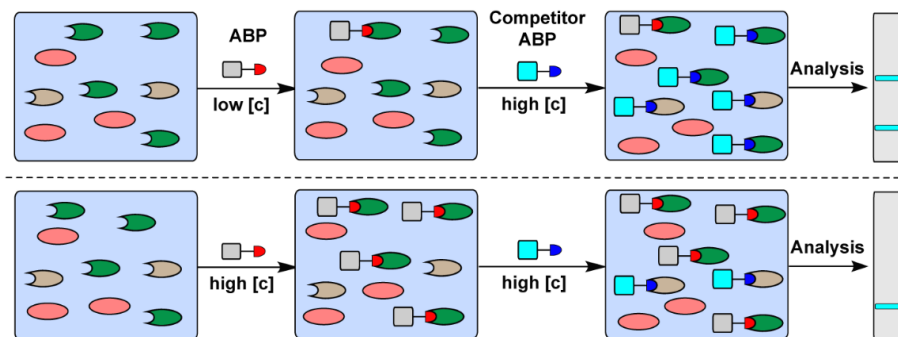 ABP
low [c]
Competitor
ABP
high [c]
Analysis
high [c]
high [c]
Analysis